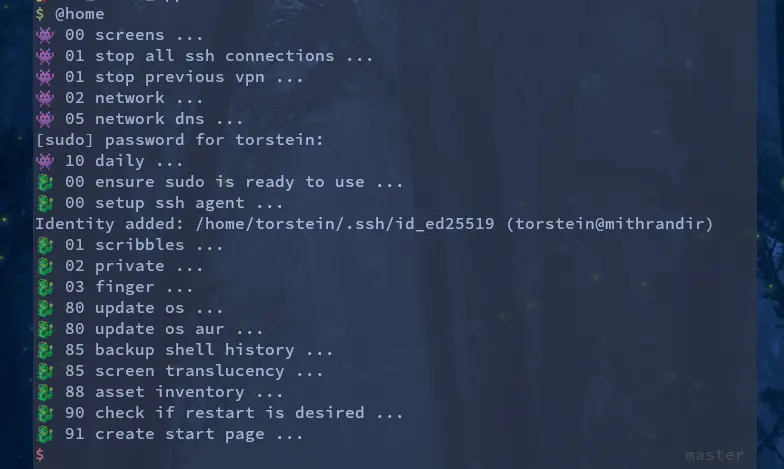 $ @home
👾 00 screens ...
👾 01 stop all ssh connections ...
👾 01 stop previous vpn ...
👾 02 network ...
👾 05 network dns ...
[sudo] password for torstein:
👾 10 daily ...
🐉 00 ensure sudo is ready to use ...
🐉 00 setup ssh agent ...
Identity added: /home/torstein/.ssh/id_ed25519 (torstein@mithrandir)
🐉 01 scribbles ...
🐉 02 private ...
🐉 03 finger ...
🐉 80 update os ...
🐉 80 update os aur ...
🐉 85 backup shell history ...
🐉 85 screen translucency ...
🐉 88 asset inventory ...
🐉 90 check if restart is desired ...
🐉 91 create start page ...
$
master